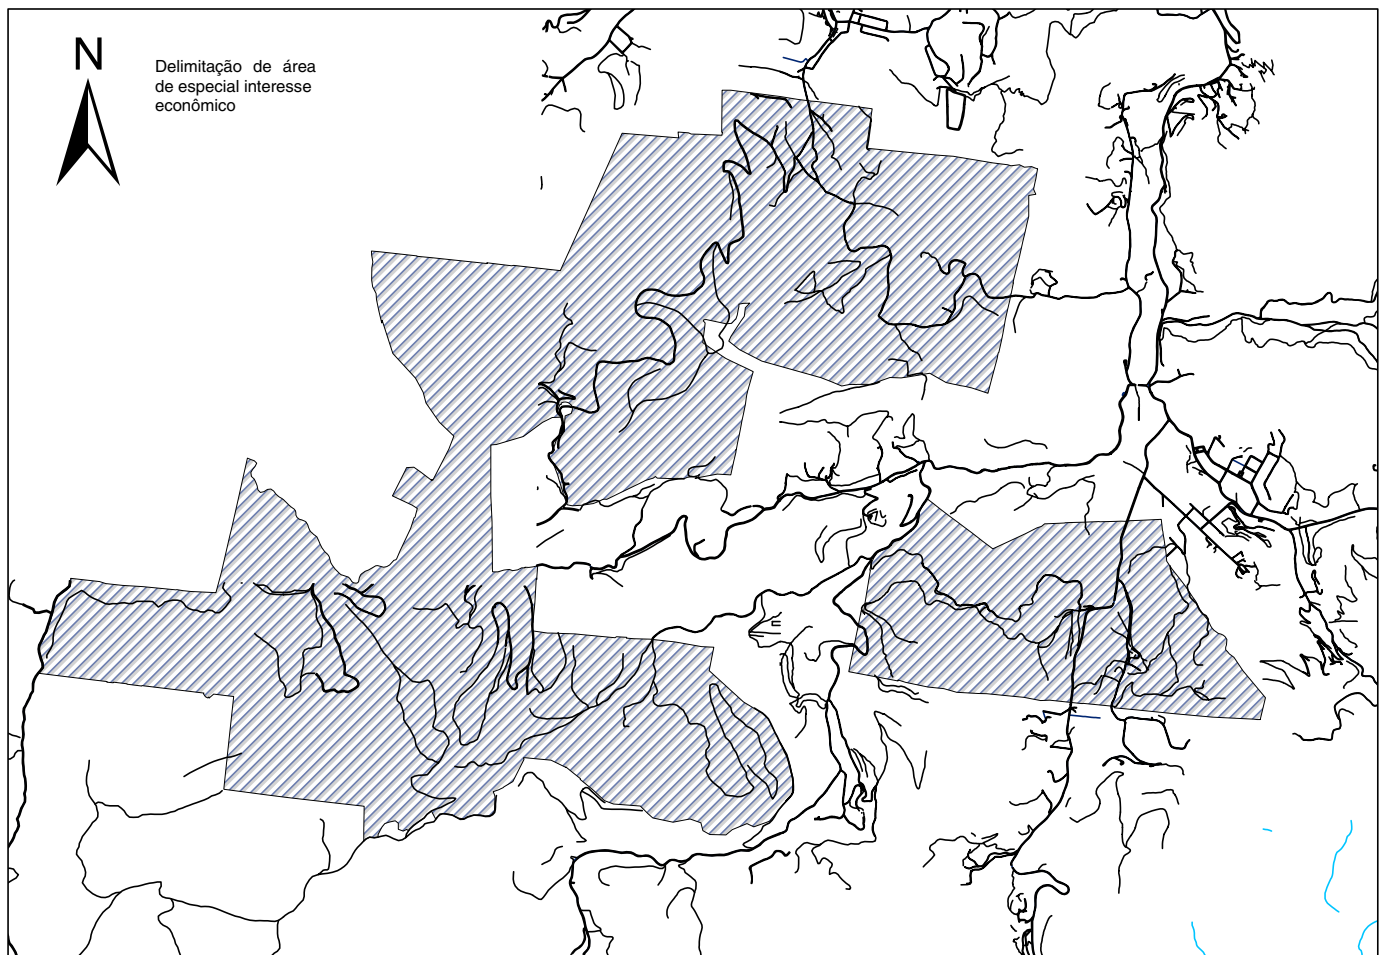 N
Delimitação de área
de especial interesse
econômico